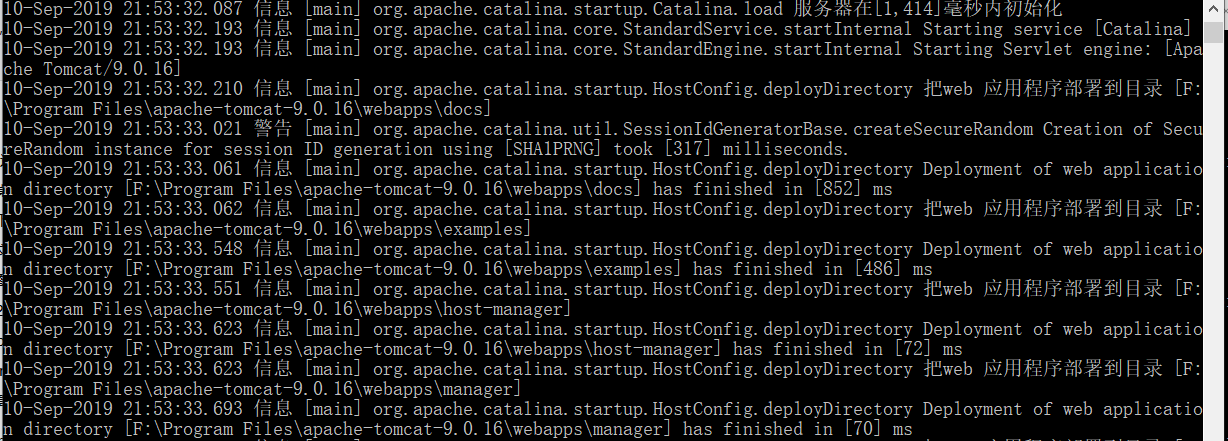 10-Sep-2019 21:53:32.087 信息 [main] org.apache.catalina.startup.Catalina.load 服务器在[1,414]毫秒内初始化
10-Sep-2019 21:53:32.193 信息 [main] org.apache.catalina.core.StandardService.startInternal Starting service [Catalina]
10-Sep-2019 21:53:32.193 信息 [main] org.apache.catalina.core.StandardEngine.startInternal Starting Servlet engine: [Apa
che Tomcat/9.0.16]
10-Sep-2019 21:53:32.210 信息 [main] org.apache.catalina.startup.HostConfig.deployDirectory 把web 应用程序部署到目录 [F:
\Program Files\apache-tomcat-9.0.16\webapps\docs]
10-Sep-2019 21:53:33.021 警告 [main] org.apache.catalina.util.SessionIdGeneratorBase.createSecureRandom Creation of Secu
reRandom instance for session ID generation using [SHA1PRNG] took [317] milliseconds.
10-Sep-2019 21:53:33.061 信息 [main] org.apache.catalina.startup.HostConfig.deployDirectory Deployment of web applicatio
n directory [F:\Program Files\apache-tomcat-9.0.16\webapps\docs] has finished in [852] ms
10-Sep-2019 21:53:33.062 信息 [main] org.apache.catalina.startup.HostConfig.deployDirectory 把web 应用程序部署到目录 [F:
\Program Files\apache-tomcat-9.0.16\webapps\examples]
10-Sep-2019 21:53:33.548 信息 [main] org.apache.catalina.startup.HostConfig.deployDirectory Deployment of web applicatio
n directory [F:\Program Files\apache-tomcat-9.0.16\webapps\examples] has finished in [486] ms
10-Sep-2019 21:53:33.551 信息 [main] org.apache.catalina.startup.HostConfig.deployDirectory 把web 应用程序部署到目录 [F:
\Program Files\apache-tomcat-9.0.16\webapps\host-manager]
10-Sep-2019 21:53:33.623 信息 [main] org.apache.catalina.startup.HostConfig.deployDirectory Deployment of web applicatio
n directory [F:\Program Files\apache-tomcat-9.0.16\webapps\host-manager] has finished in [72] ms
10-Sep-2019 21:53:33.623 信息 [main] org.apache.catalina.startup.HostConfig.deployDirectory 把web 应用程序部署到目录 [F:
\Program Files\apache-tomcat-9.0.16\webapps\manager]
10-Sep-2019 21:53:33.693 信息 [main] org.apache.catalina.startup.HostConfig.deployDirectory Deployment of web applicatio
n directory [F:\Program Files\apache-tomcat-9.0.16\webapps\manager] has finished in [70] ms